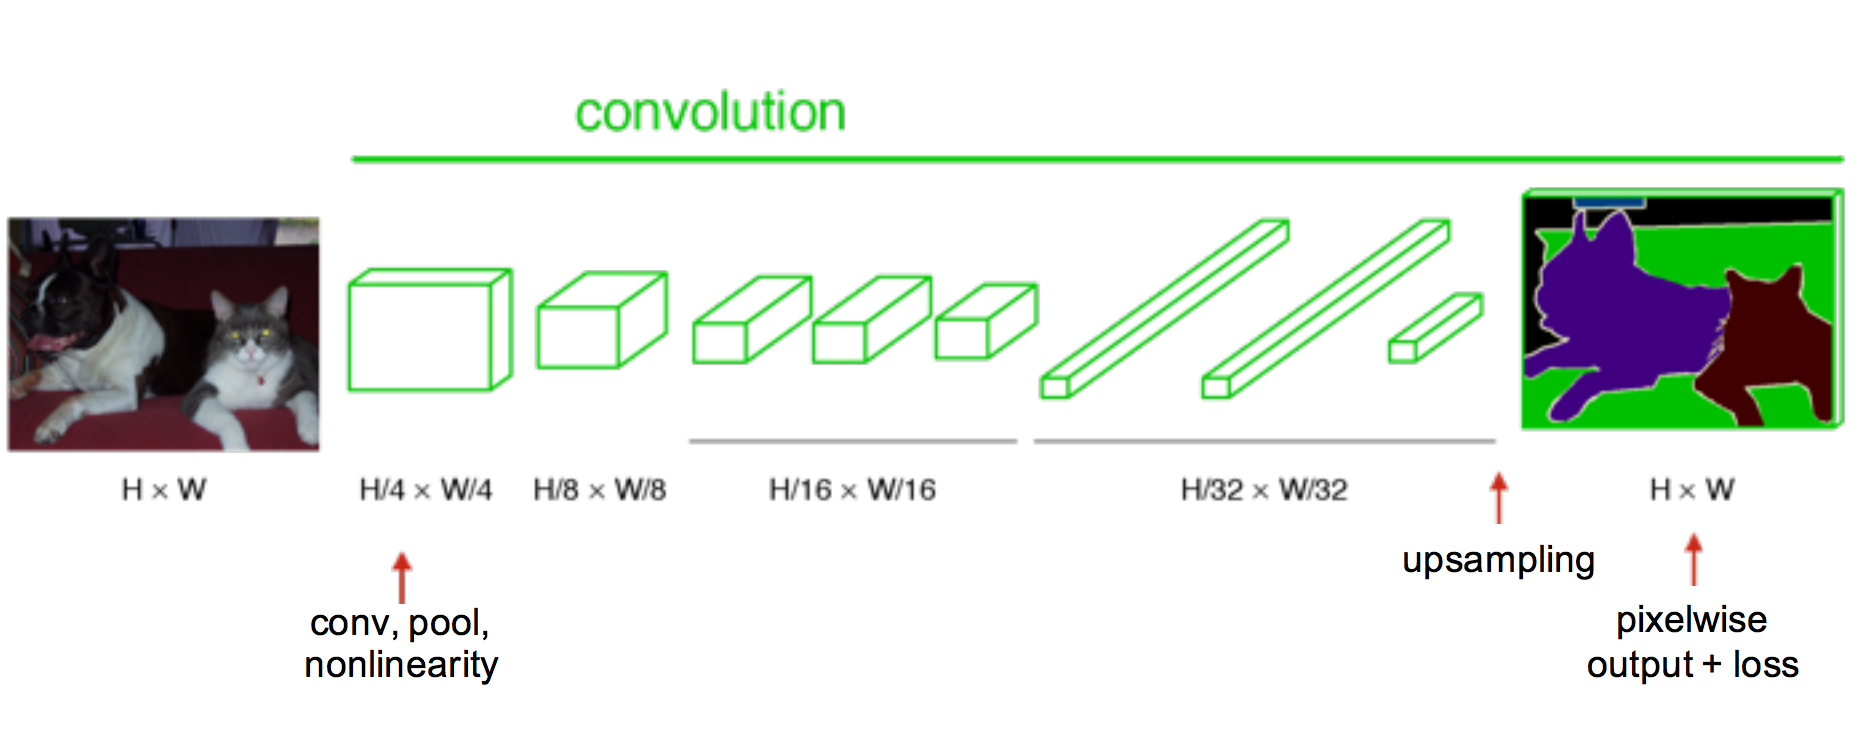 convolution
H × W
H/4 × W/4
H/8 × W/8
H/16 × W/16
H/32 × W/32
H × W
upsampling
conv, pool,
nonlinearity
pixelwise
output + loss